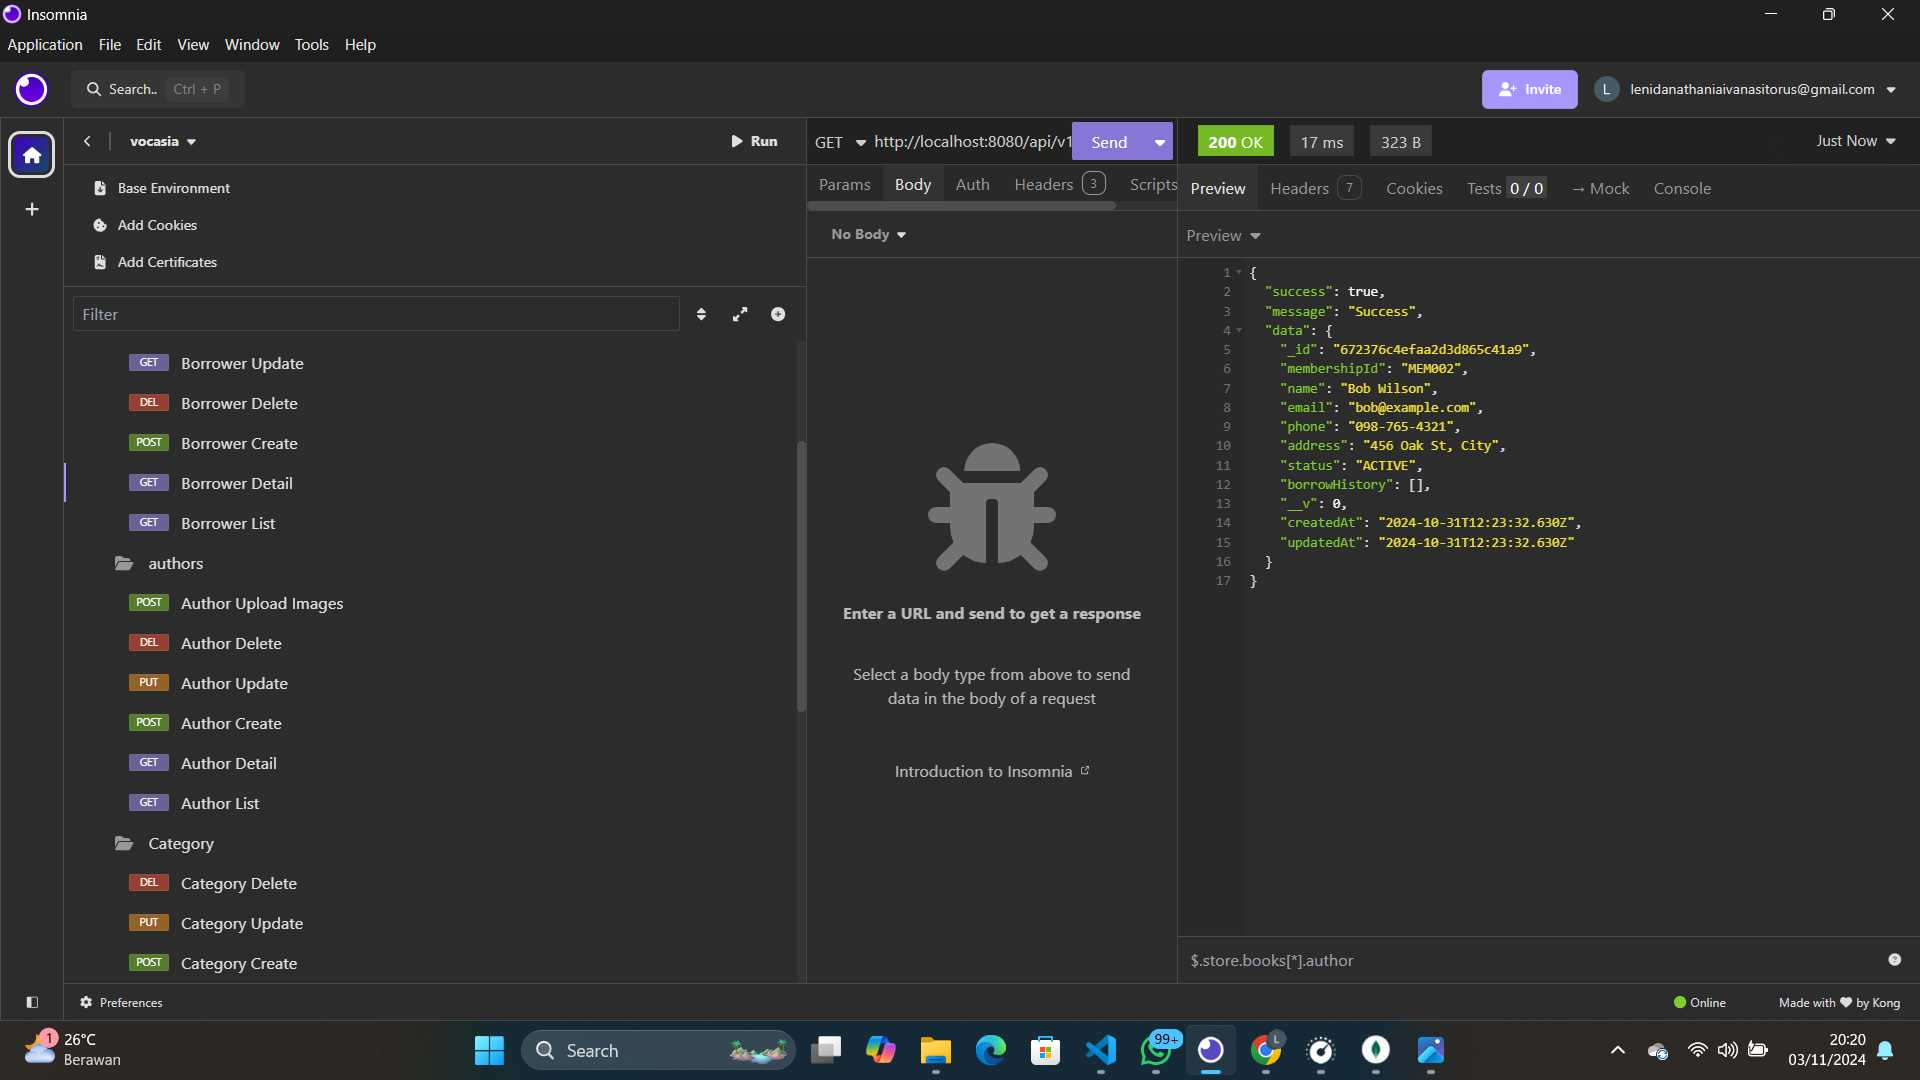 Insomnia
Application File Edit View Window Tools Help
Search.. Ctrl + P
Invite
L lenidanathaniaivanasitorus@gmail.com
vocasia
Run
Base Environment
Add Cookies
Add Certificates
Filter
GET Borrower Update
DEL Borrower Delete
POST Borrower Create
GET Borrower Detail
GET Borrower List
authors
POST Author Upload Images
DEL Author Delete
PUT Author Update
POST Author Create
GET Author Detail
GET Author List
Category
DEL Category Delete
PUT Category Update
POST Category Create
Preferences
GET http://localhost:8080/api/v1 Send
Params Body Auth Headers 3 Scripts
No Body
Enter a URL and send to get a response
Select a body type from above to send
data in the body of a request
Introduction to Insomnia
200 OK 17 ms 323 B Just Now
Preview Headers 7 Cookies Tests 0 / 0 → Mock Console
Preview
1 {
2 "success": true,
3 "message": "Success",
4 "data": {
5 "_id": "672376c4efaa2d3d865c41a9",
6 "membershipId": "MEM002",
7 "name": "Bob Wilson",
8 "email": "bob@example.com",
9 "phone": "098-765-4321",
10 "address": "456 Oak St, City",
11 "status": "ACTIVE",
12 "borrowHistory": [],
13 "__v": 0,
14 "createdAt": "2024-10-31T12:23:32.630Z",
15 "updatedAt": "2024-10-31T12:23:32.630Z"
16 }
17 }
$.store.books[*].author
Online
Made with ❤ by Kong
1
26°C
Berawan
Search
99+
L
20:20
03/11/2024